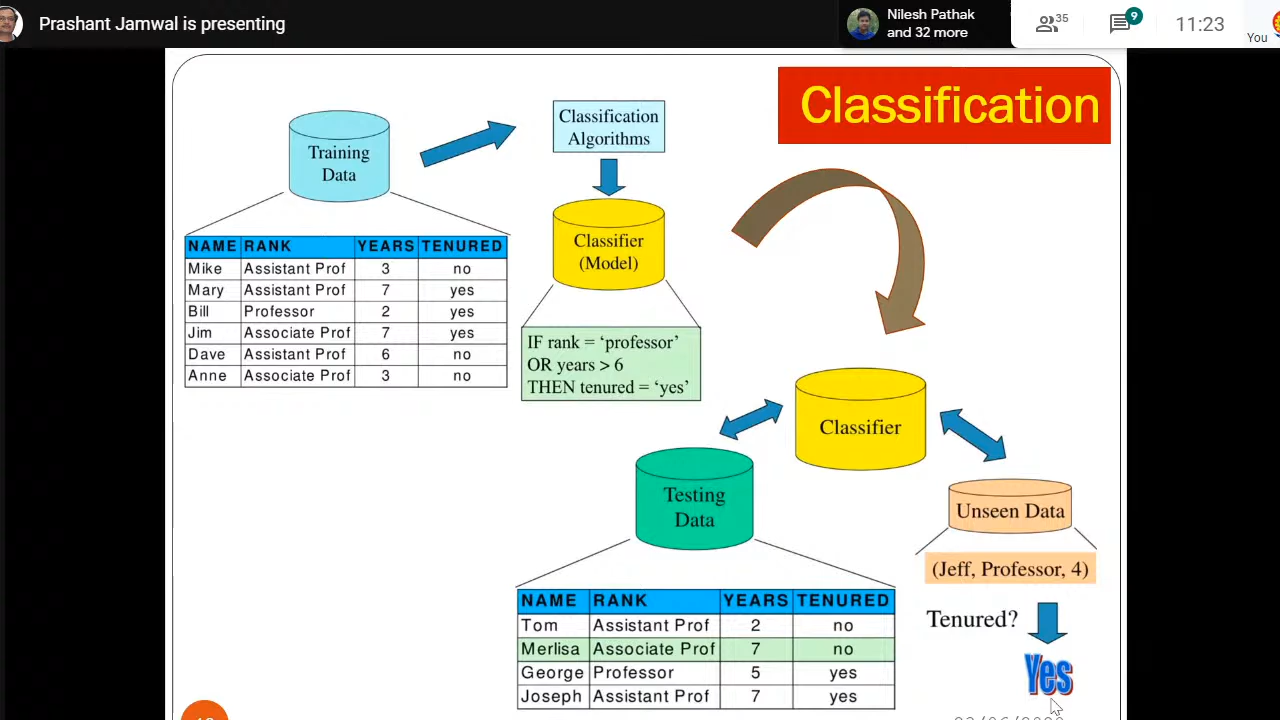 Prashant Jamwal is presenting
Nilesh Pathak
and 32 more
35
9
11:23
You
Classification
Training
Data
Classification
Algorithms
Classifier
(Model)
NAME RANK YEARS TENURED
Mike Assistant Prof 3 no
Mary Assistant Prof 7 yes
Bill Professor 2 yes
Jim Associate Prof 7 yes
Dave Assistant Prof 6 no
Anne Associate Prof 3 no
IF rank = ‘professor’
OR years > 6
THEN tenured = ‘yes’
Classifier
Testing
Data
Unseen Data
(Jeff, Professor, 4)
Tenured?
Yes
NAME RANK YEARS TENURED
Tom Assistant Prof 2 no
Merlisa Associate Prof 7 no
George Professor 5 yes
Joseph Assistant Prof 7 yes